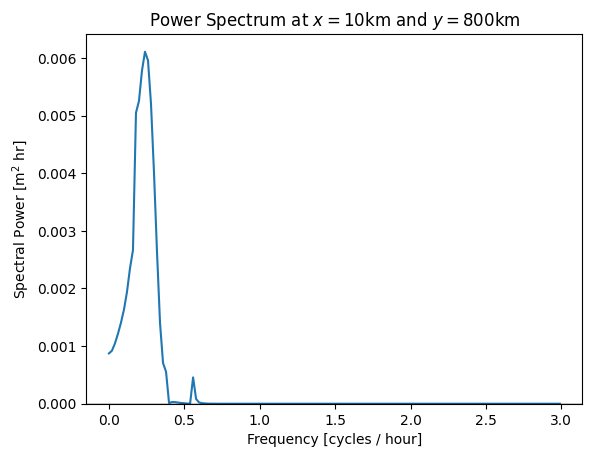 Power Spectrum at x = 10km and y = 800km
Spectral Power [m² hr]
0.006
0.005
0.004
0.003
0.002
0.001
0.000
0.0 0.5 1.0 1.5 2.0 2.5 3.0
Frequency [cycles / hour]